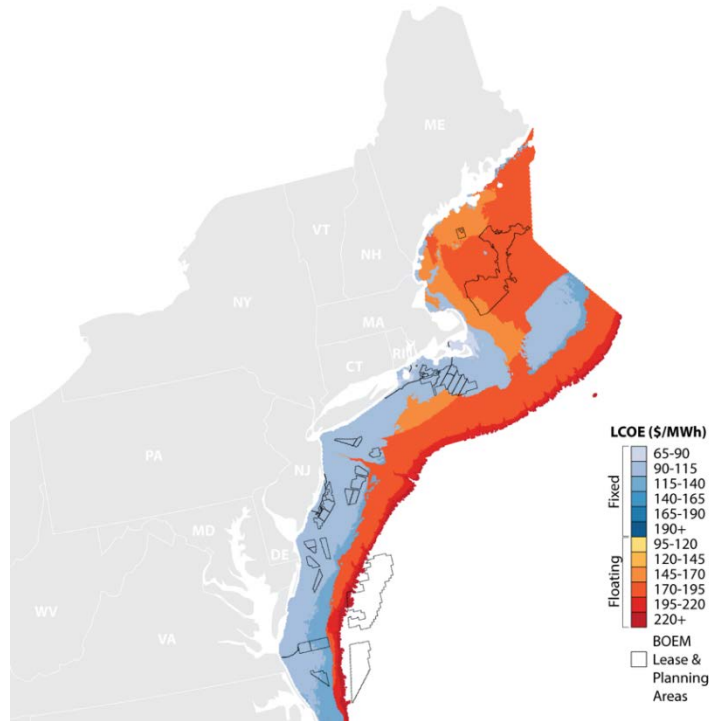 ME
VT
NH
NY
MA
CT
RI
PA
NJ
MD
DE
WV
VA
LCOE ($/MWh)
Fixed
65-90
90-115
115-140
140-165
165-190
190+
Floating
95-120
120-145
145-170
170-195
195-220
220+
BOEM
Lease &
Planning
Areas